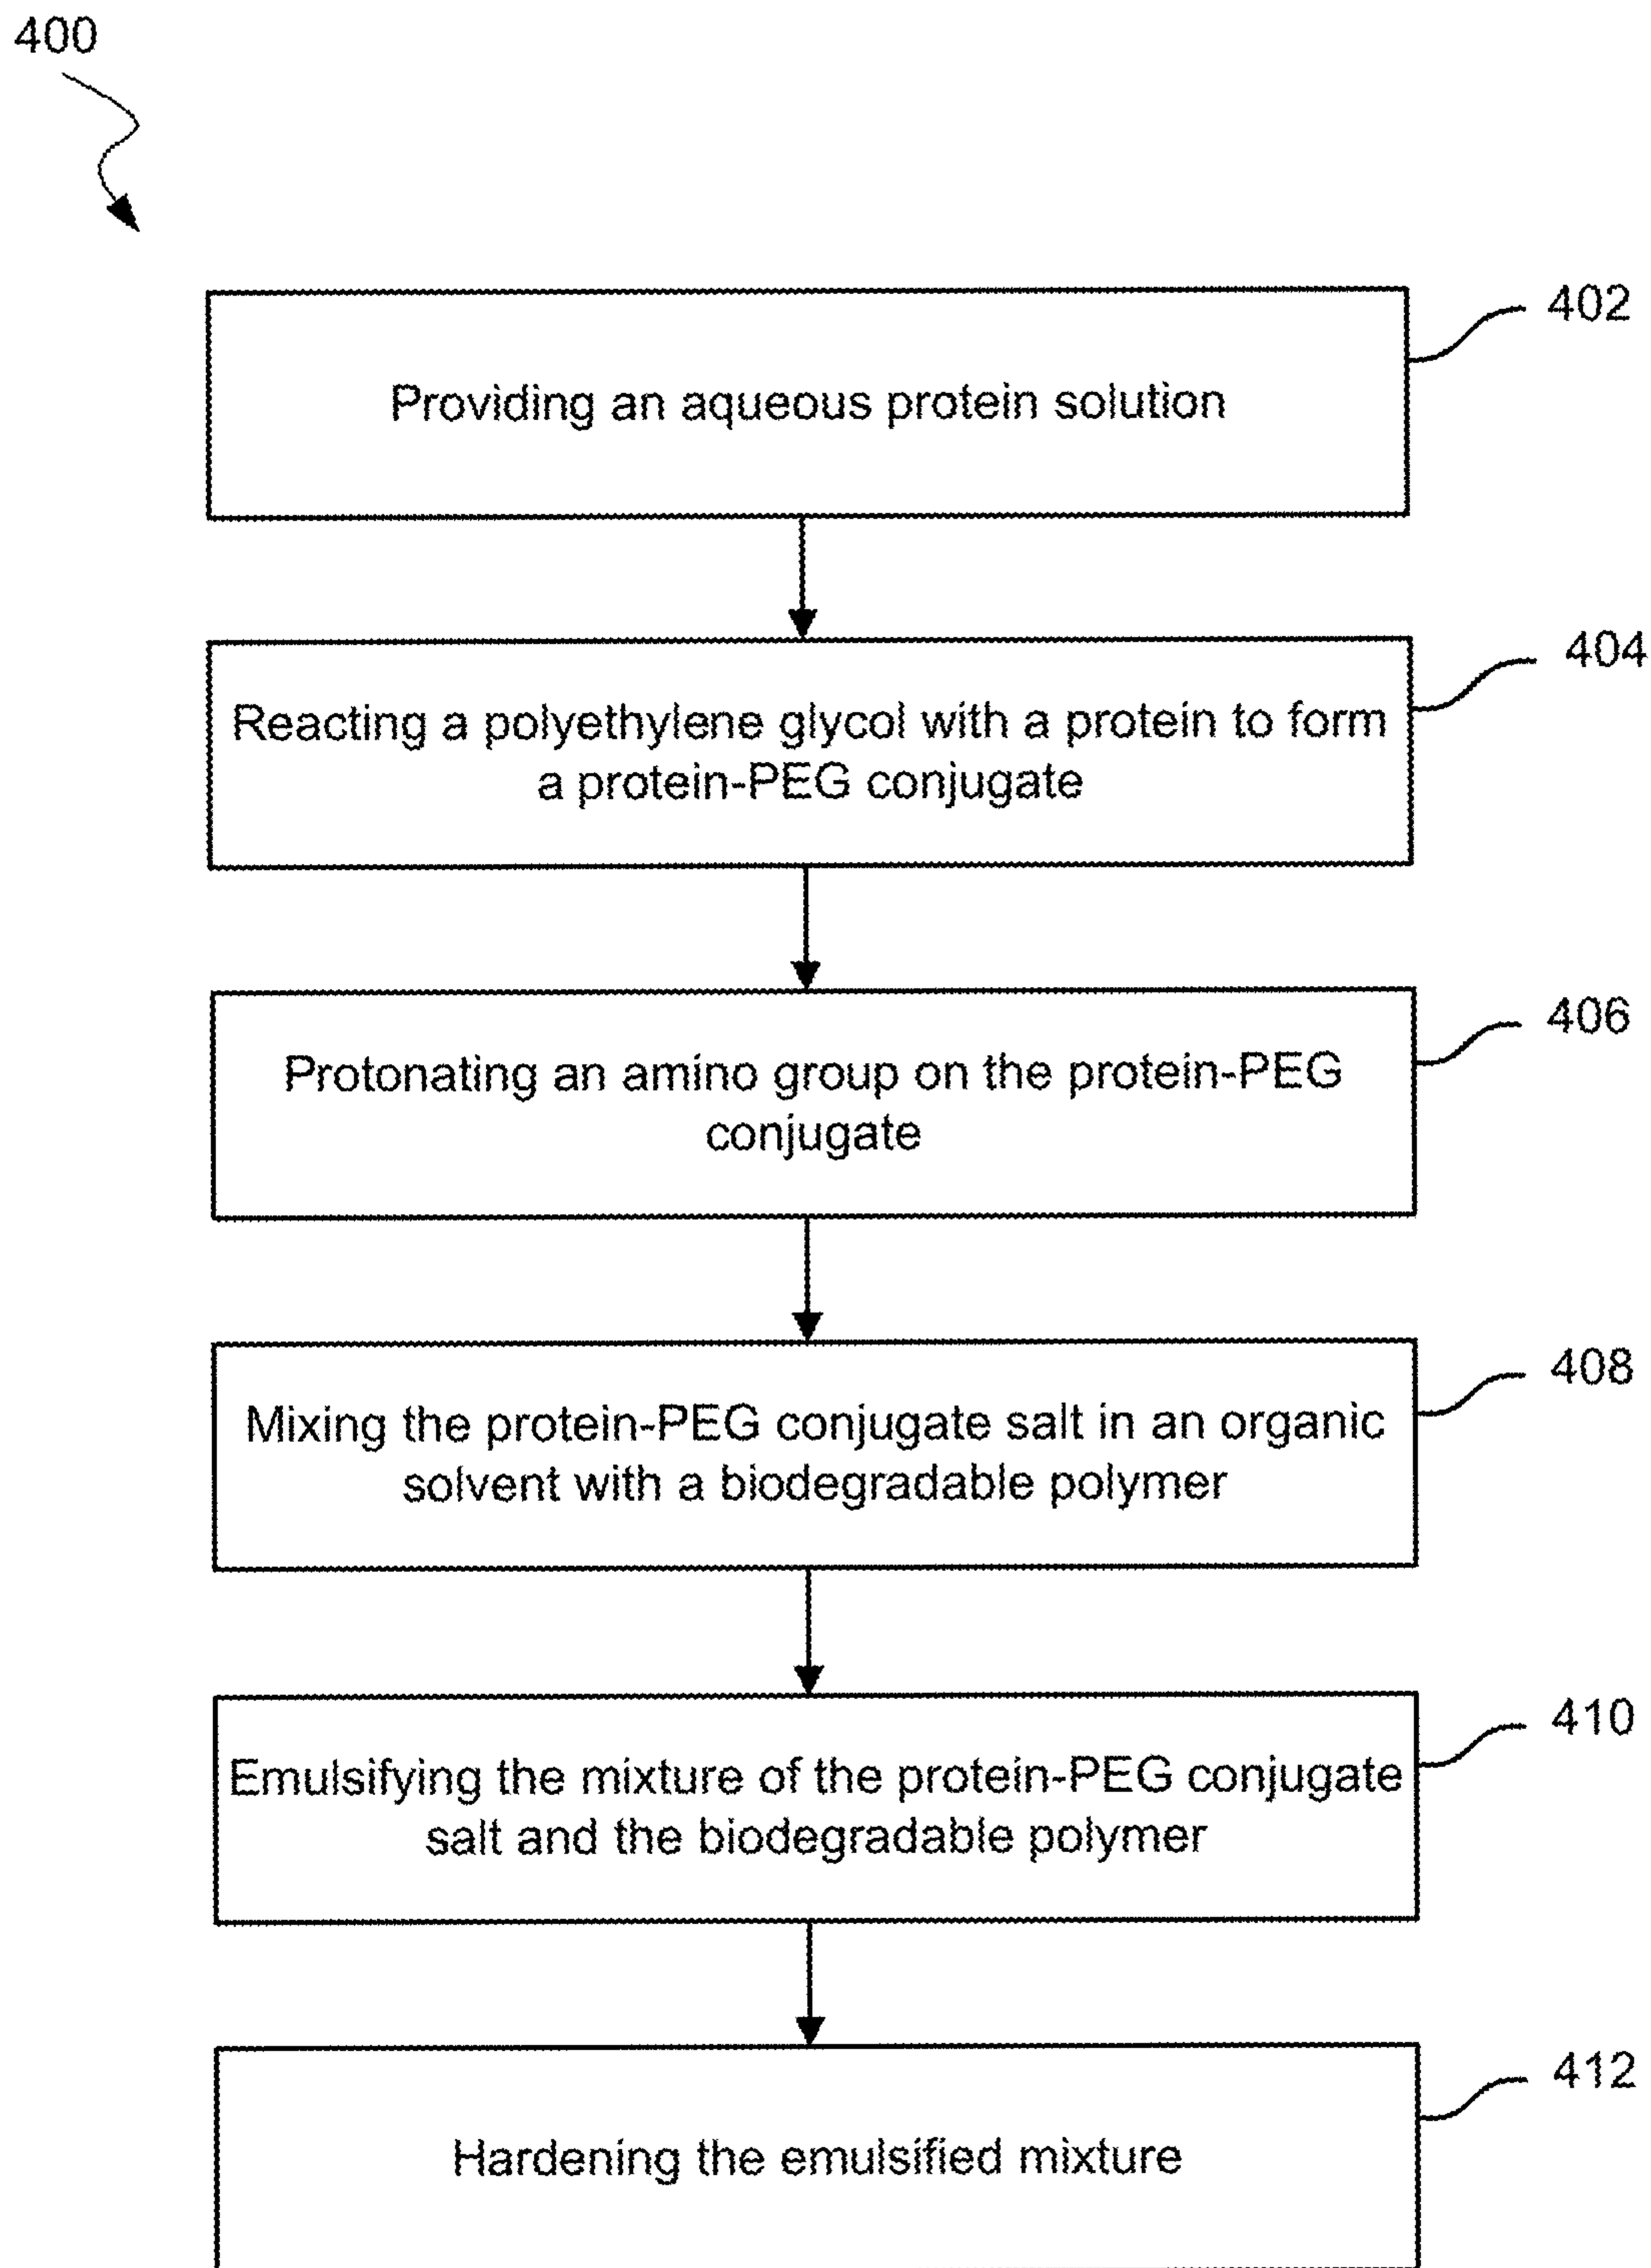 400
402
Providing an aqueous protein solution
404
Reacting a polyethylene glycol with a protein to form
a protein-PEG conjugate
406
Protonating an amino group on the protein-PEG
conjugate
408
Mixing the protein-PEG conjugate salt in an organic
solvent with a biodegradable polymer
410
Emulsifying the mixture of the protein-PEG conjugate
salt and the biodegradable polymer
412
Hardening the emulsified mixture